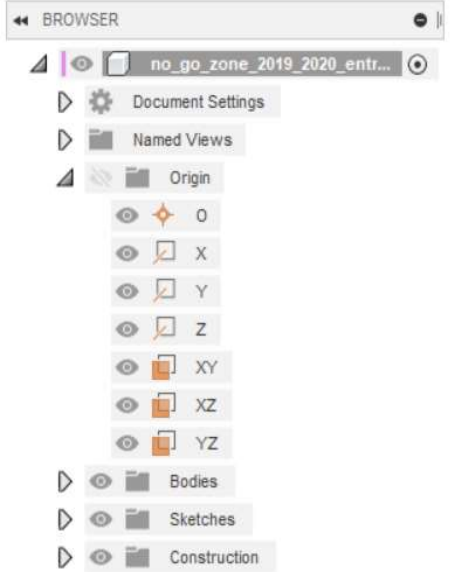 BROWSER
no_go_zone_2019_2020_entr...
Document Settings
Named Views
Origin
O
X
Y
Z
XY
XZ
YZ
Bodies
Sketches
Construction